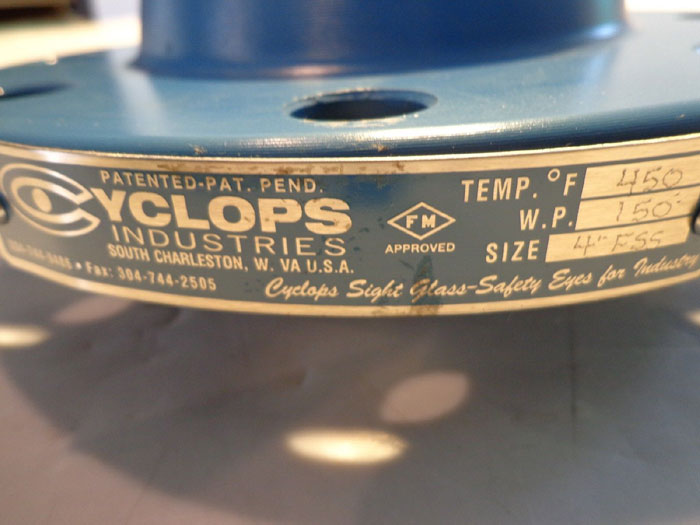 PATENTED-PAT. PEND.
CYCLOPS
INDUSTRIES
SOUTH CHARLESTON, W. VA U.S.A.
• Fax: 304-744-2505
FM
APPROVED
TEMP. °F 450
W.P. 150
SIZE 4" FSS
Cyclops Sight Glass-Safety Eyes for Industry